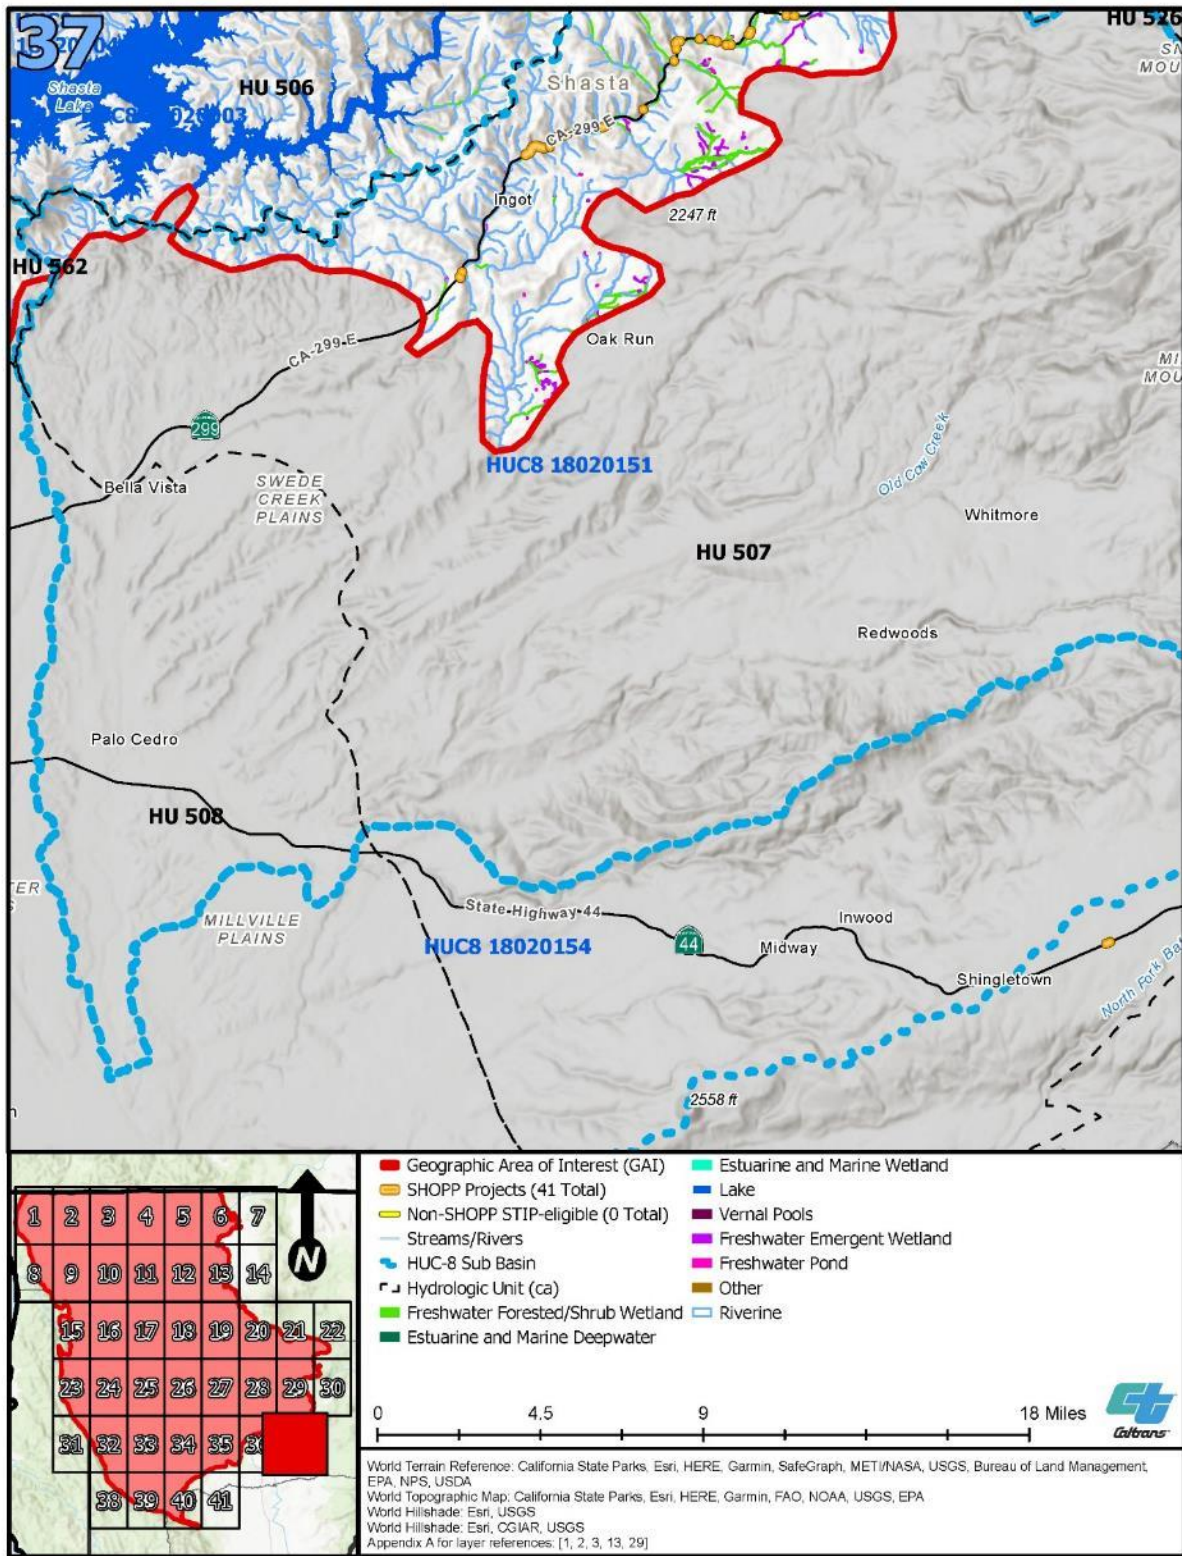 37
HU 526
HU 506
Shasta
Shasta
Lake
SN
MOU
CA-299 E
Ingot
2247 ft
HU 562
CA-299 E
Oak Run
MI
MOU
299
HUC8 18020151
Old Cow Creek
Bella Vista
SWEDE
CREEK
PLAINS
Whitmore
HU 507
Redwoods
Palo Cedro
HU 508
TER
S
MILLVILLE
PLAINS
State Highway 44
HUC8 18020154
44
Midway
Inwood
Shingletown
North Fork Bat
2558 ft
n
1 2 3 4 5 6 7
8 9 10 11 12 13 14
15 16 17 18 19 20 21 22
23 24 25 26 27 28 29 30
31 32 33 34 35 36
38 39 40 41
N
Geographic Area of Interest (GAI)
SHOPP Projects (41 Total)
Non-SHOPP STIP-eligible (0 Total)
Streams/Rivers
HUC-8 Sub Basin
Hydrologic Unit (ca)
Freshwater Forested/Shrub Wetland
Estuarine and Marine Deepwater
Estuarine and Marine Wetland
Lake
Vernal Pools
Freshwater Emergent Wetland
Freshwater Pond
Other
Riverine
0 4.5 9 18 Miles
Caltrans
World Terrain Reference: California State Parks, Esri, HERE, Garmin, SafeGraph, METI/NASA, USGS, Bureau of Land Management,
EPA, NPS, USDA
World Topographic Map: California State Parks, Esri, HERE, Garmin, FAO, NOAA, USGS, EPA
World Hillshade: Esri, USGS
World Hillshade: Esri, CGIAR, USGS
Appendix A for layer references: [1, 2, 3, 13, 29]